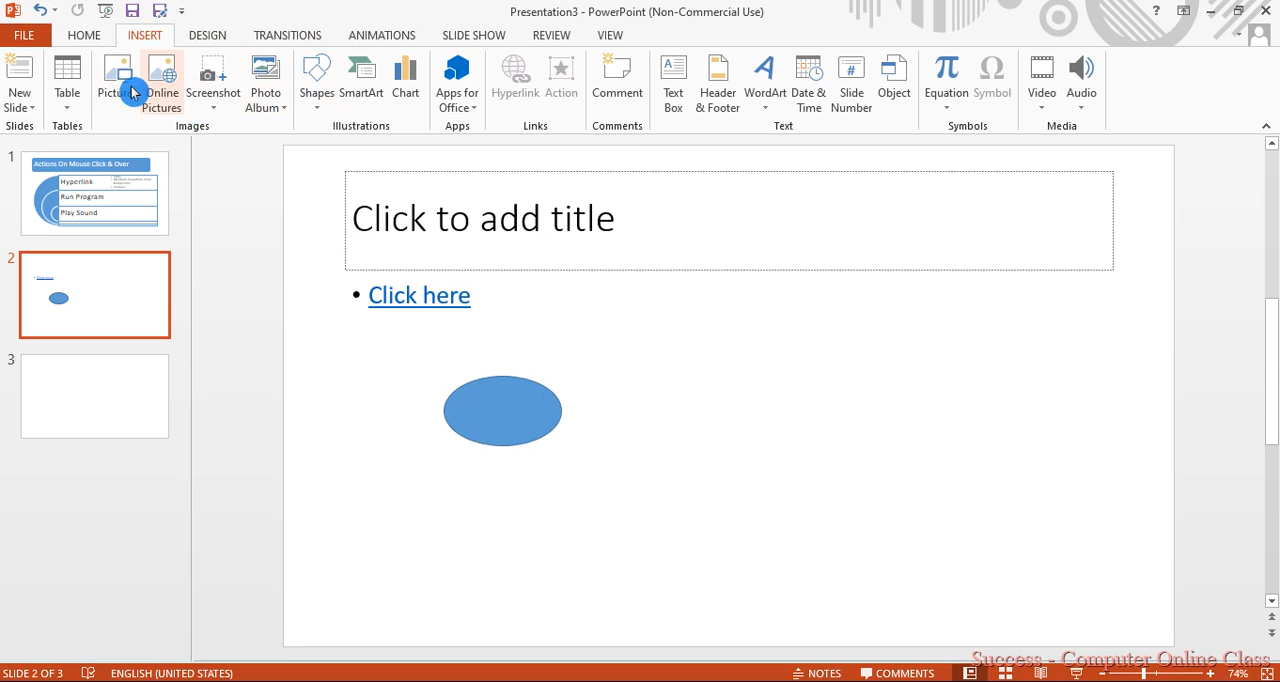 Presentation3 - PowerPoint (Non-Commercial Use)
FILE HOME INSERT DESIGN TRANSITIONS ANIMATIONS SLIDE SHOW REVIEW VIEW
New Slide
Table
Online Pictures
Screenshot
Photo Album
Shapes
SmartArt
Chart
Apps for Office
Hyperlink
Action
Comment
Text Box
Header & Footer
WordArt
Date & Time
Slide Number
Object
Equation
Symbol
Video
Audio
Slides Tables Images Illustrations Apps Links Comments Text Symbols Media
1
Actions On Mouse Click & Over
Hyperlink
Run Program
Play Sound
2
3
Click to add title
• Click here
SLIDE 2 OF 3 ENGLISH (UNITED STATES) NOTES COMMENTS 74%
Success - Computer Online Class